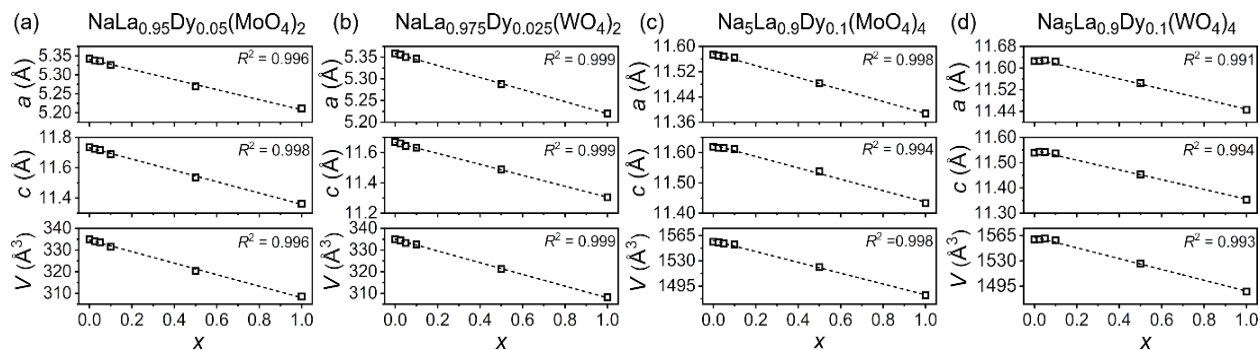 (a) NaLa0.95Dy0.05(MoO4)2
a (Å)
5.35
5.30
5.25
5.20
R² = 0.996
c (Å)
11.8
11.6
11.4
R² = 0.998
V (Å³)
340
330
320
310
R² = 0.996
0.0 0.2 0.4 0.6 0.8 1.0
x
(b) NaLa0.975Dy0.025(WO4)2
a (Å)
5.35
5.30
5.25
5.20
R² = 0.999
c (Å)
11.8
11.6
11.4
11.2
R² = 0.999
V (Å³)
340
330
320
310
R² = 0.999
0.0 0.2 0.4 0.6 0.8 1.0
x
(c) Na5La0.9Dy0.1(MoO4)4
a (Å)
11.60
11.52
11.44
11.36
R² = 0.998
c (Å)
11.60
11.50
11.40
R² = 0.994
V (Å³)
1565
1530
1495
R² =0.998
0.0 0.2 0.4 0.6 0.8 1.0
x
(d) Na5La0.9Dy0.1(WO4)4
a (Å)
11.68
11.60
11.52
11.44
R² = 0.991
c (Å)
11.60
11.50
11.40
11.30
R² = 0.994
V (Å³)
1565
1530
1495
R² = 0.993
0.0 0.2 0.4 0.6 0.8 1.0
x